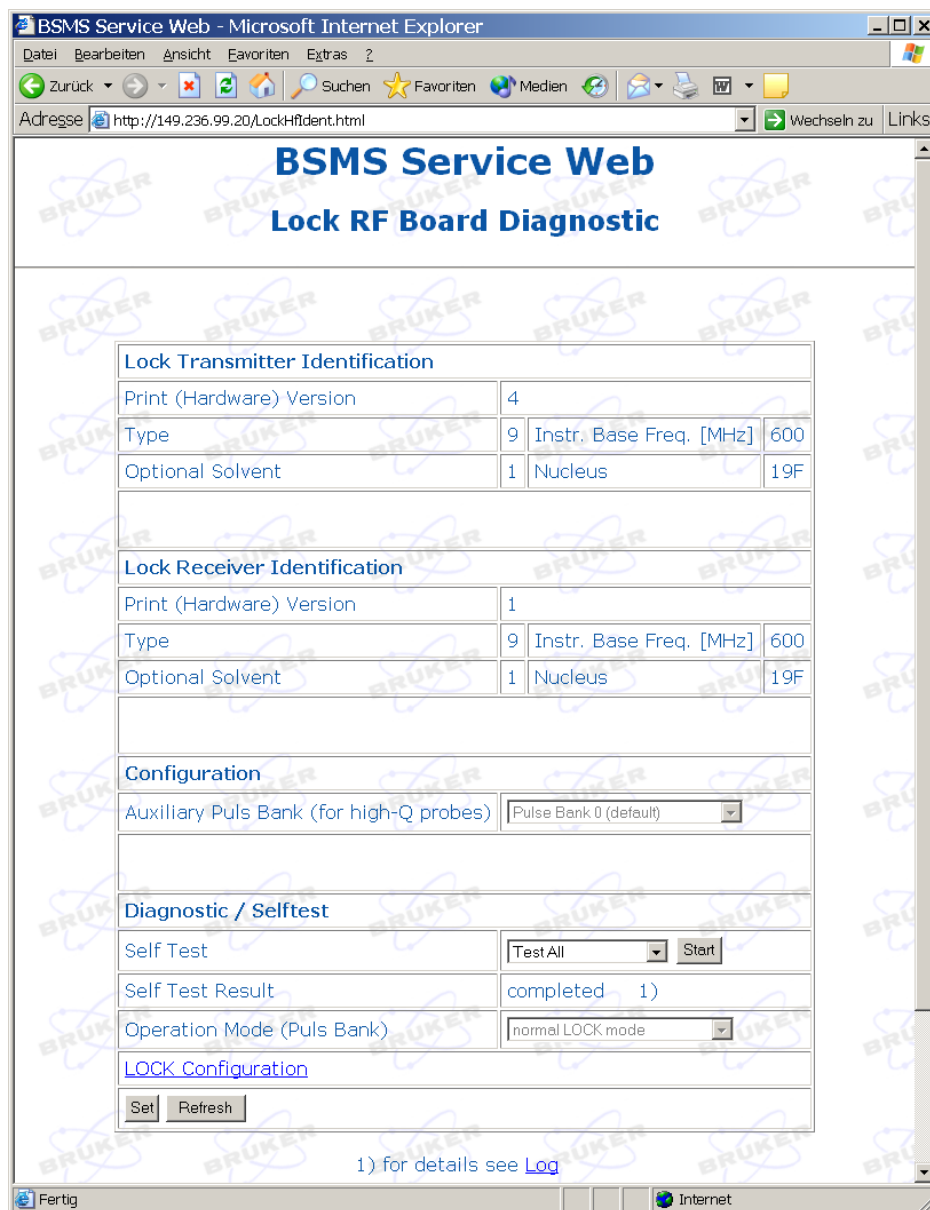 BSMS Service Web - Microsoft Internet Explorer
Datei Bearbeiten Ansicht Favoriten Extras ?
Zurück Suchen Favoriten Medien
Adresse http://149.236.99.20/LockHfIdent.html Wechseln zu Links
BSMS Service Web
Lock RF Board Diagnostic
Lock Transmitter Identification
Print (Hardware) Version 4
Type 9 Instr. Base Freq. [MHz] 600
Optional Solvent 1 Nucleus 19F
Lock Receiver Identification
Print (Hardware) Version 1
Type 9 Instr. Base Freq. [MHz] 600
Optional Solvent 1 Nucleus 19F
Configuration
Auxiliary Puls Bank (for high-Q probes) Pulse Bank 0 (default)
Diagnostic / Selftest
Self Test Test All Start
Self Test Result completed 1)
Operation Mode (Puls Bank) normal LOCK mode
LOCK Configuration
Set Refresh
1) for details see Log
Fertig Internet
BRUKER